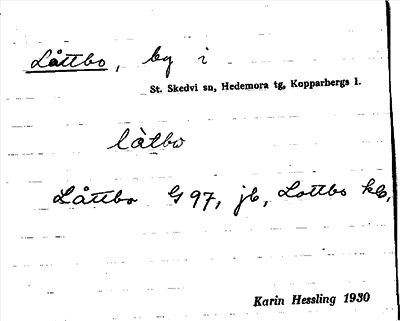 Låttbo, by i
St. Skedvi sn, Hedemora tg, Kopparbergs l.
làtbo
Låttbo G 97, jb, Lottbo kb,
Karin Hessling 1930